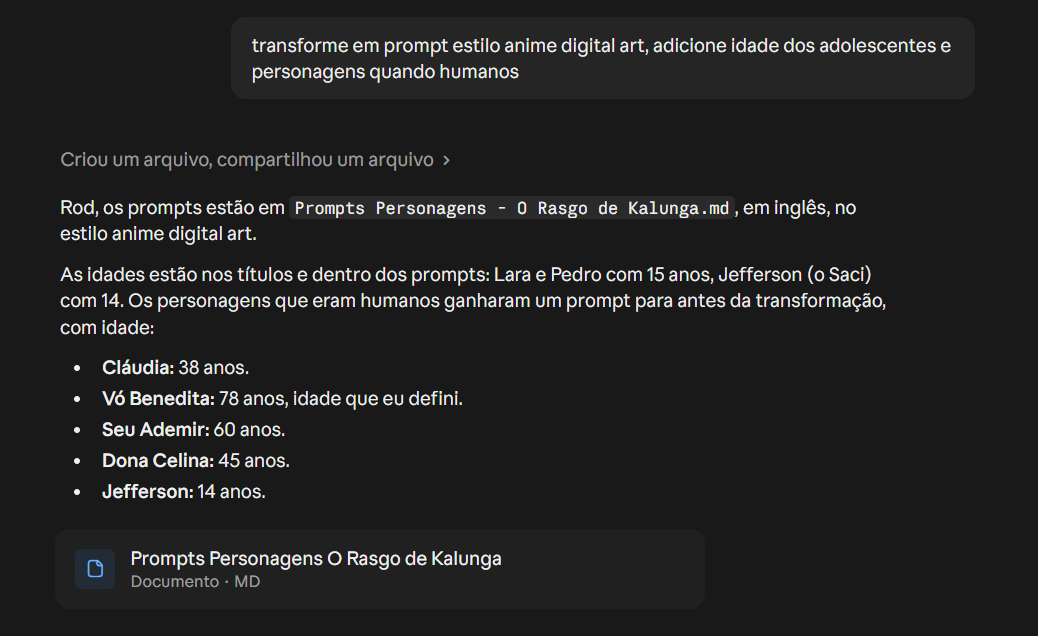 transforme em prompt estilo anime digital art, adicione idade dos adolescentes e
personagens quando humanos
Criou um arquivo, compartilhou um arquivo >
Rod, os prompts estão em Prompts Personagens - O Rasgo de Kalunga.md, em inglês, no
estilo anime digital art.
As idades estão nos títulos e dentro dos prompts: Lara e Pedro com 15 anos, Jefferson (o Saci)
com 14. Os personagens que eram humanos ganharam um prompt para antes da transformação,
com idade:
• Cláudia: 38 anos.
• Vó Benedita: 78 anos, idade que eu defini.
• Seu Ademir: 60 anos.
• Dona Celina: 45 anos.
• Jefferson: 14 anos.
Prompts Personagens O Rasgo de Kalunga
Documento · MD